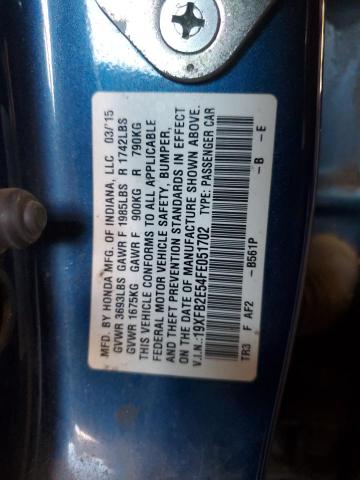 MFD. BY HONDA MFG. OF INDIANA, LLC 03/'15
GVWR 3693LBS GAWR F 1985LBS R 1742LBS
GVWR 1675KG GAWR F 900KG R 790KG
THIS VEHICLE CONFORMS TO ALL APPLICABLE
FEDERAL MOTOR VEHICLE SAFETY, BUMPER,
AND THEFT PREVENTION STANDARDS IN EFFECT
ON THE DATE OF MANUFACTURE SHOWN ABOVE.
V.I.N.:19XFB2E54FE051702 TYPE: PASSENGER CAR
TR3 F AF2 -B561P -B -E